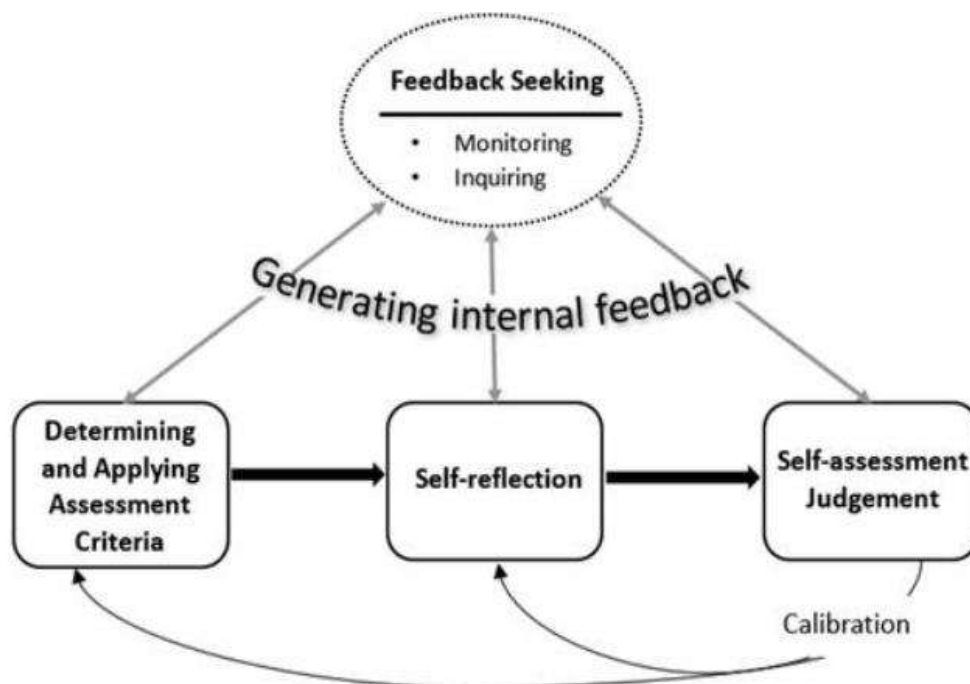 Feedback Seeking
• Monitoring
• Inquiring
Generating internal feedback
Determining
and Applying
Assessment
Criteria
Self-reflection
Self-assessment
Judgement
Calibration